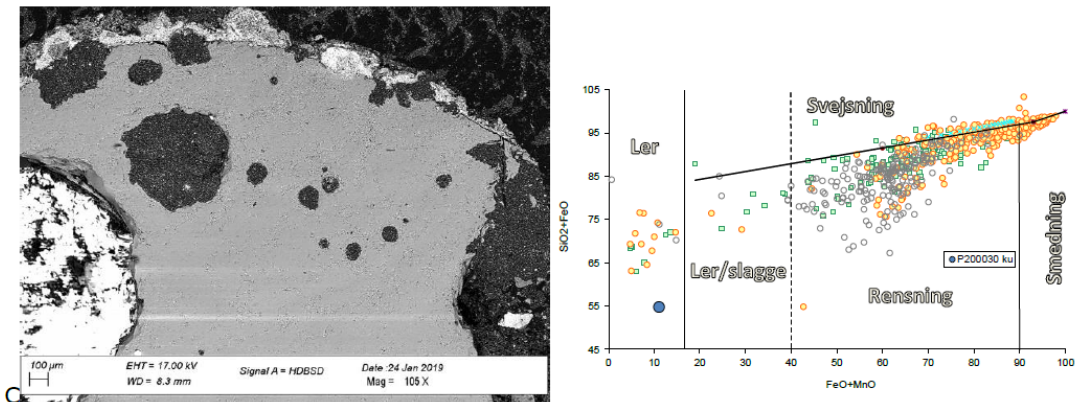 100 µm
EHT = 17.00 kV
WD = 8.3 mm
Signal A = HDBSD
Date :24 Jan 2019
Mag = 105 X
C
105
95
85
75
65
55
45
SiO2+FeO
Svejsning
Ler
Ler/slagge
Rensning
Smedning
P200030 ku
0 10 20 30 40 50 60 70 80 90 100
FeO+MnO